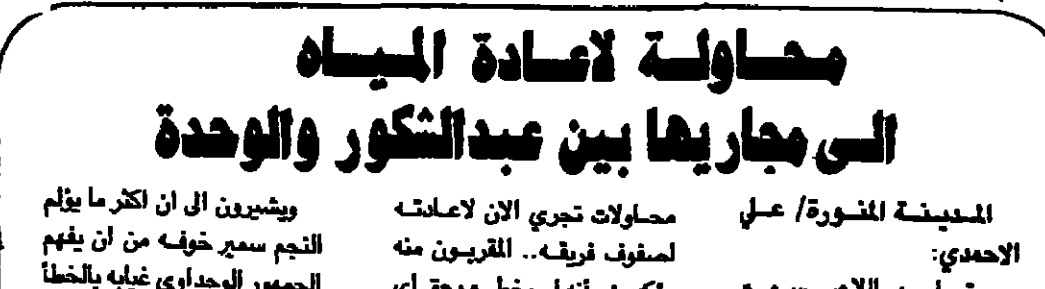 محاولة لاعادة المياه
الى مجاريها بين عبدالشكور والوحدة
المدينة المنورة/ علي
الاحمدي:
محاولات تجري الان لاعادته
لصفوف فريقه.. المقربون منه
ويشيرون الى ان اكثر ما يؤلم
النجم سمير خوفه من ان يفهم
الجمهور الوحداوي غيابه بالخطأ